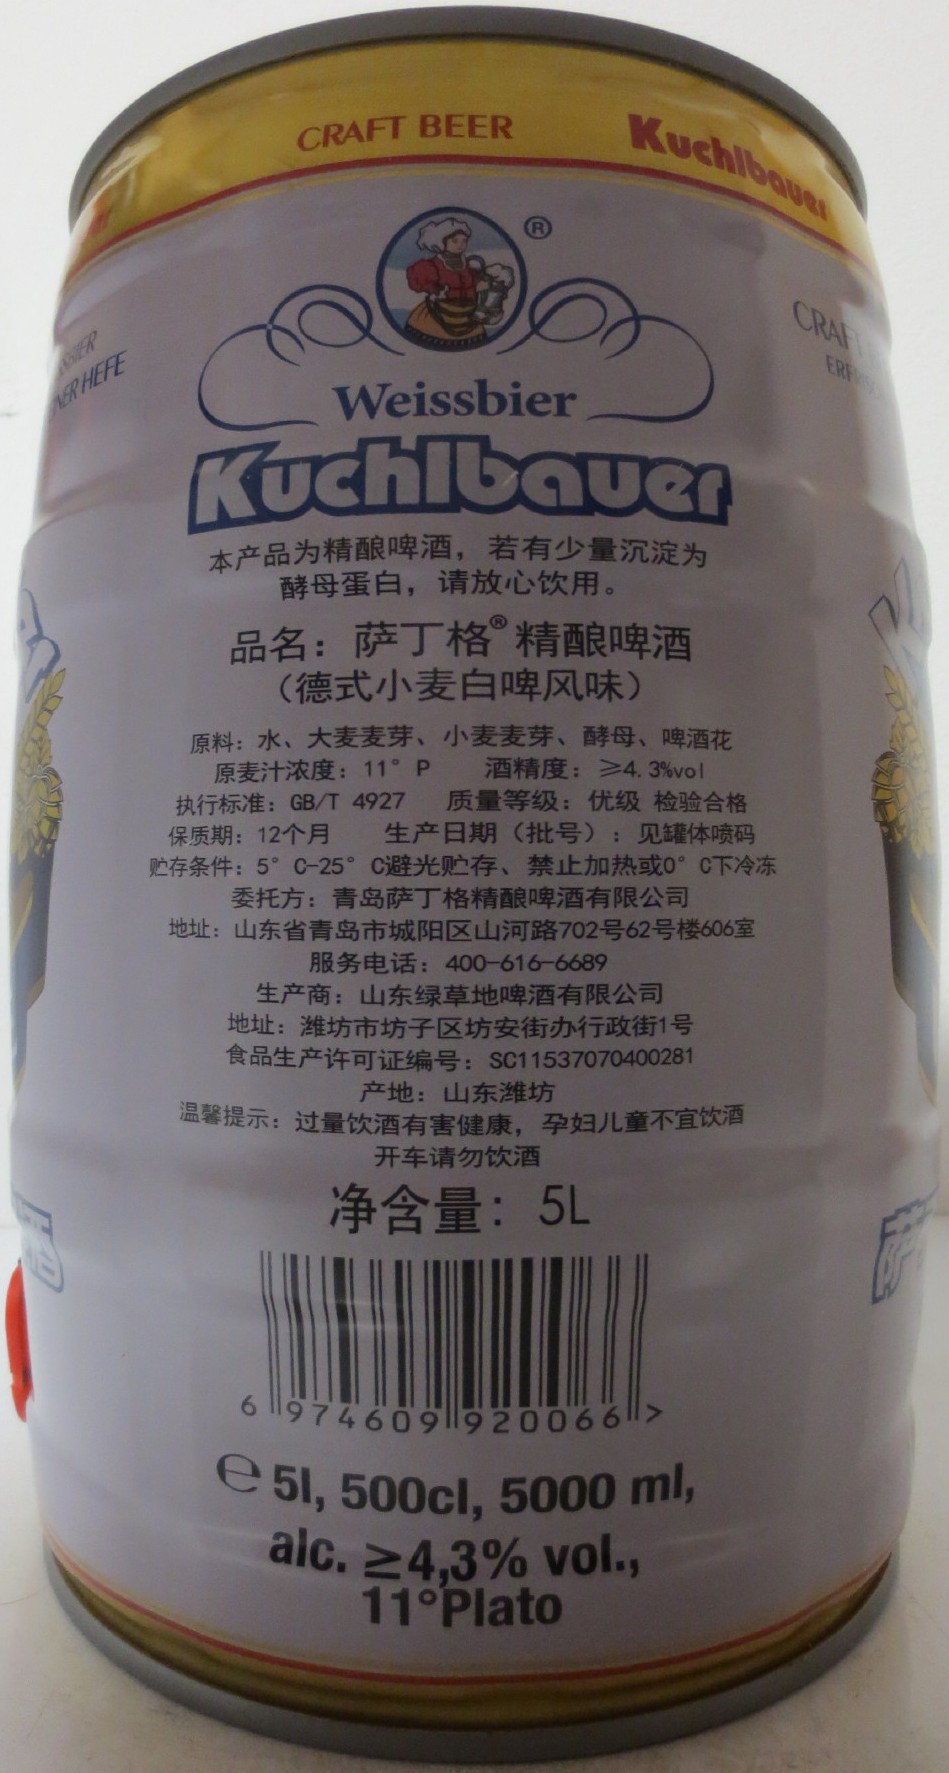 CRAFT BEER
Kuchlbauer
®
NER HEFE
Weissbier
Kuchlbauer
本产品为精酿啤酒，若有少量沉淀为
酵母蛋白，请放心饮用。
品名：萨丁格®精酿啤酒
（德式小麦白啤风味）
原料：水、大麦麦芽、小麦麦芽、酵母、啤酒花
原麦汁浓度：11°P 酒精度：≥4.3%vol
执行标准：GB/T 4927 质量等级：优级 检验合格
保质期：12个月 生产日期（批号）：见罐体喷码
贮存条件：5°C-25°C避光贮存、禁止加热或0°C下冷冻
委托方：青岛萨丁格精酿啤酒有限公司
地址：山东省青岛市城阳区山河路702号62号楼606室
服务电话：400-616-6689
生产商：山东绿草地啤酒有限公司
地址：潍坊市坊子区坊安街办行政街1号
食品生产许可证编号：SC11537070400281
产地：山东潍坊
温馨提示：过量饮酒有害健康，孕妇儿童不宜饮酒
开车请勿饮酒
净含量：5L
6 974609 920066 >
℮ 5l, 500cl, 5000 ml,
alc. ≥4,3% vol.,
11°Plato